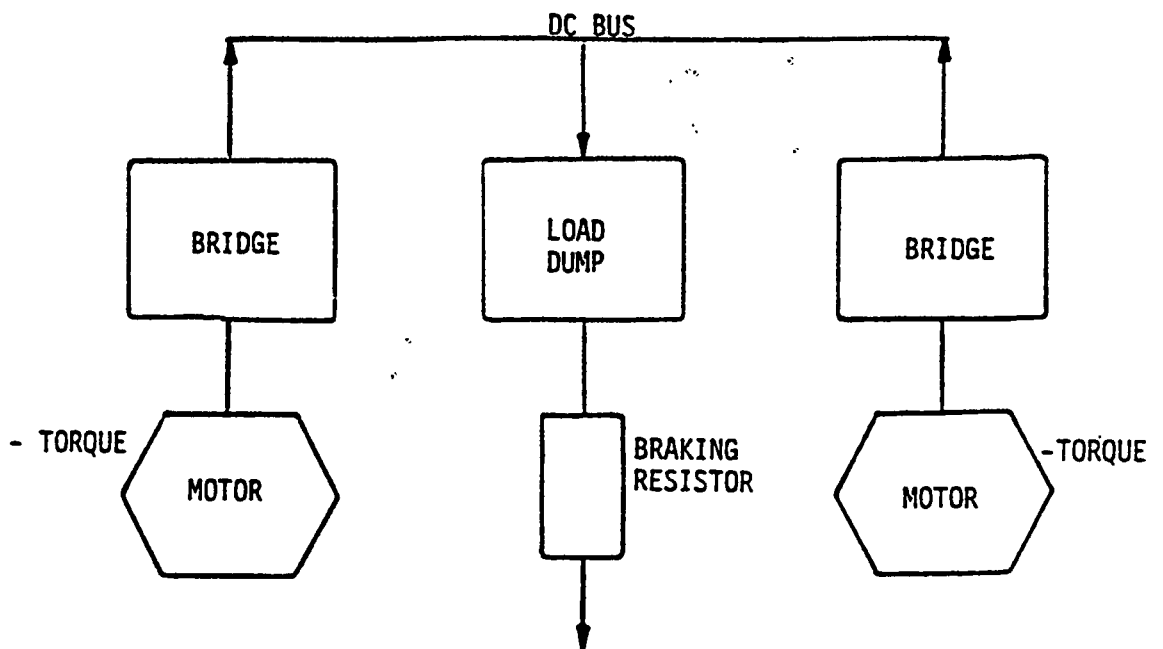 DC BUS
BRIDGE
LOAD
DUMP
BRIDGE
- TORQUE
MOTOR
BRAKING
RESISTOR
-TORQUE
MOTOR